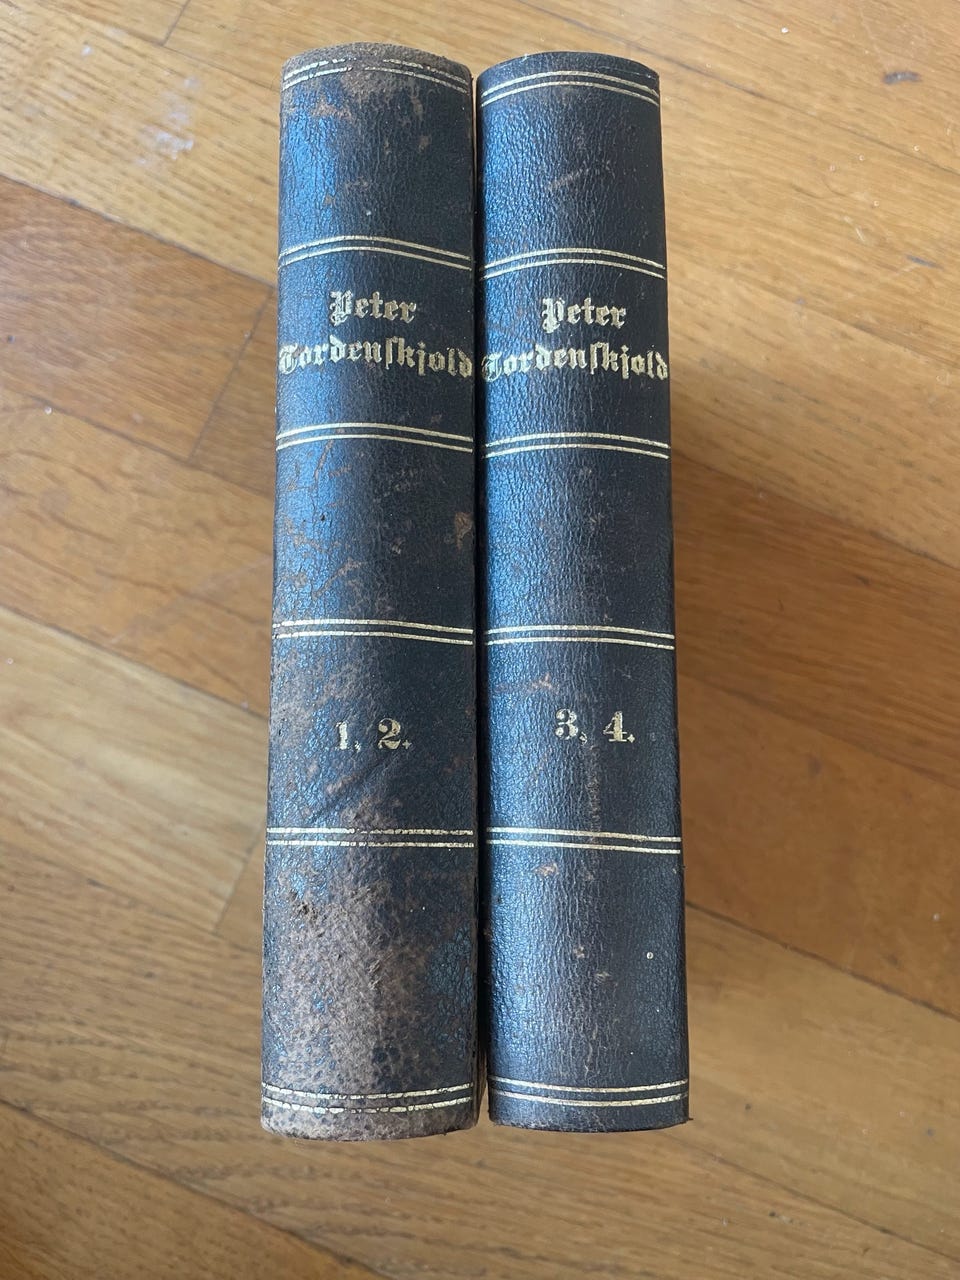 Peter
Tordenſkjold
1, 2.
Peter
Tordenſkjold
3, 4.